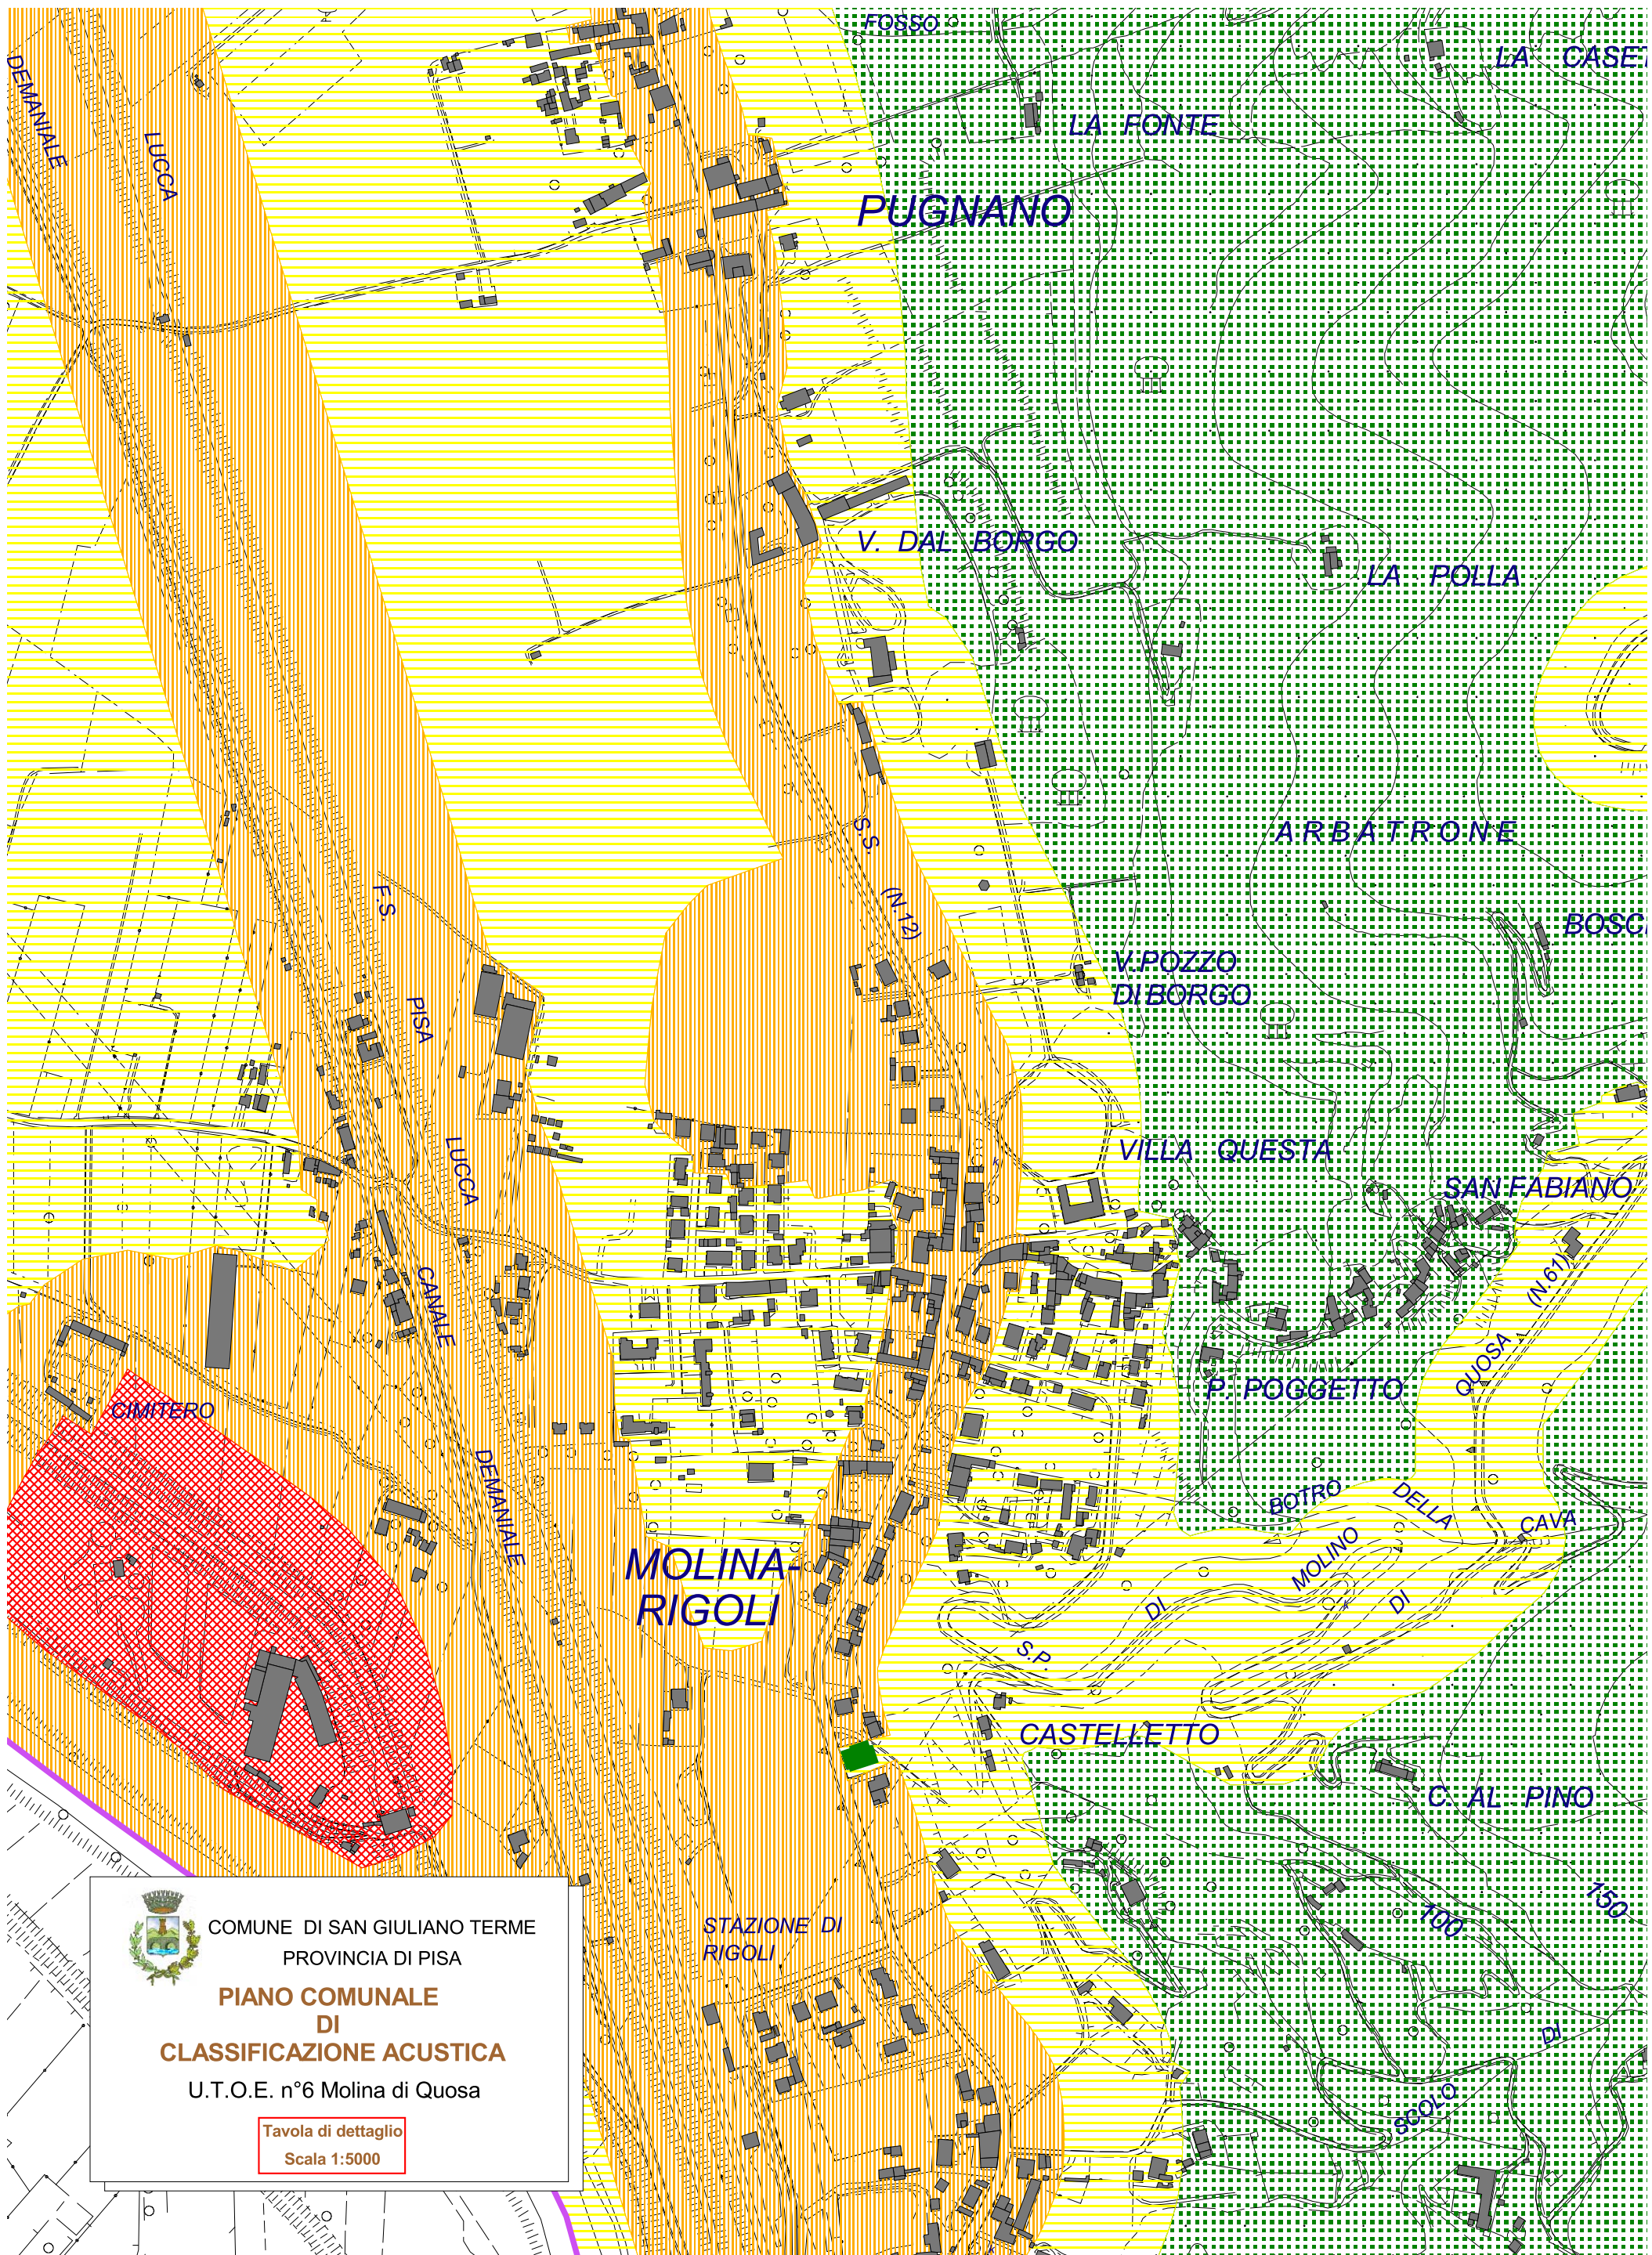 FOSSO
LA CASE
DEMANIALE
LUCCA
LA FONTE
PUGNANO
V. DAL BORGO
LA POLLA
S.S.
(N.12)
ARBATRONE
F.S.
BOSC
V.POZZO
DI BORGO
PISA
LUCCA
VILLA QUESTA
SAN FABIANO
CANALE
(N.61)
QUOSA
P. POGGETTO
CIMITERO
DEMANIALE
BOTRO
DELLA
CAVA
MOLINO
MOLINA-
RIGOLI
DI
DI
S.P.
CASTELLETTO
C. AL PINO
150
100
STAZIONE DI
RIGOLI
DI
SCOLO
COMUNE DI SAN GIULIANO TERME
PROVINCIA DI PISA
PIANO COMUNALE
DI
CLASSIFICAZIONE ACUSTICA
U.T.O.E. n°6 Molina di Quosa
Tavola di dettaglio
Scala 1:5000